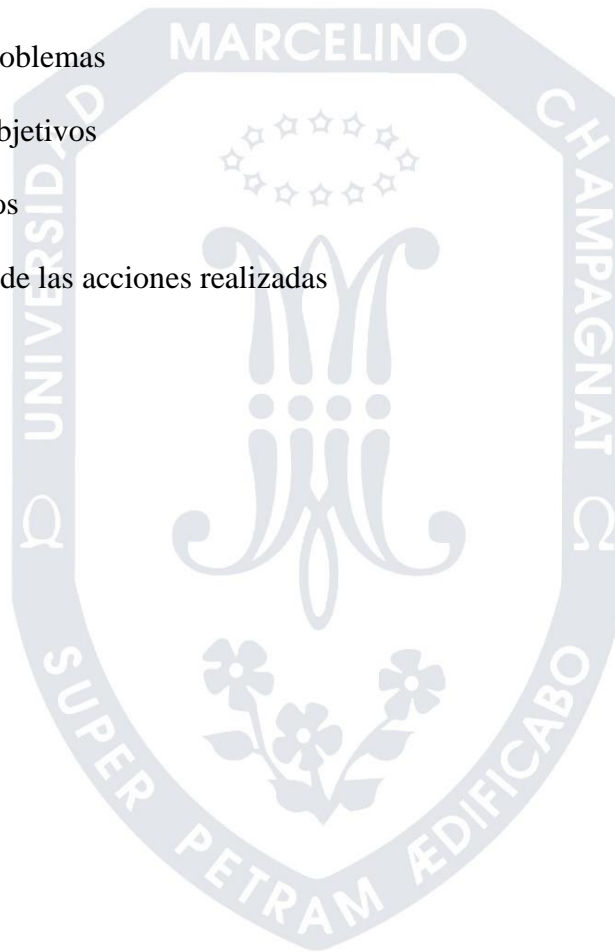 oblemas
bjetivos
os
de las acciones realizadas
UNIVERSIDAD MARCELINO CHAMPAGNAT
Ω Ω
SUPER PETRAM ÆDIFICABO